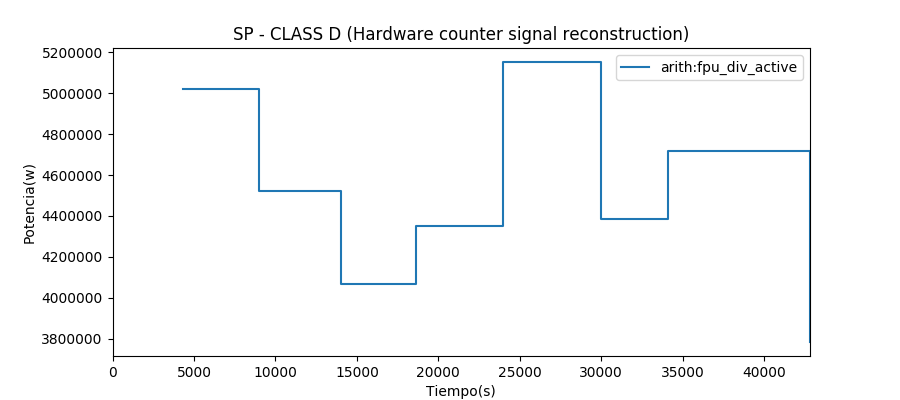 SP - CLASS D (Hardware counter signal reconstruction)
arith:fpu_div_active
Potencia(w)
5200000
5000000
4800000
4600000
4400000
4200000
4000000
3800000
0 5000 10000 15000 20000 25000 30000 35000 40000
Tiempo(s)